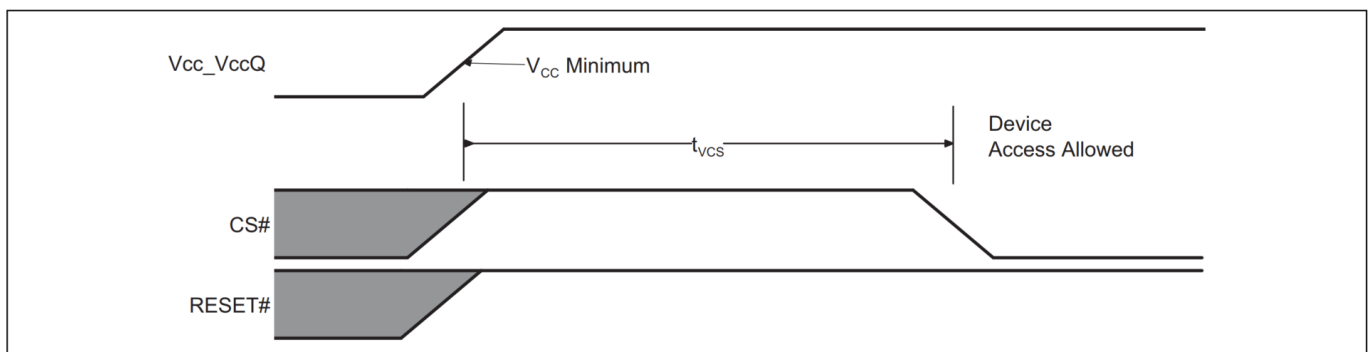 Vcc_VccQ
VCC Minimum
tVCS
Device
Access Allowed
CS#
RESET#